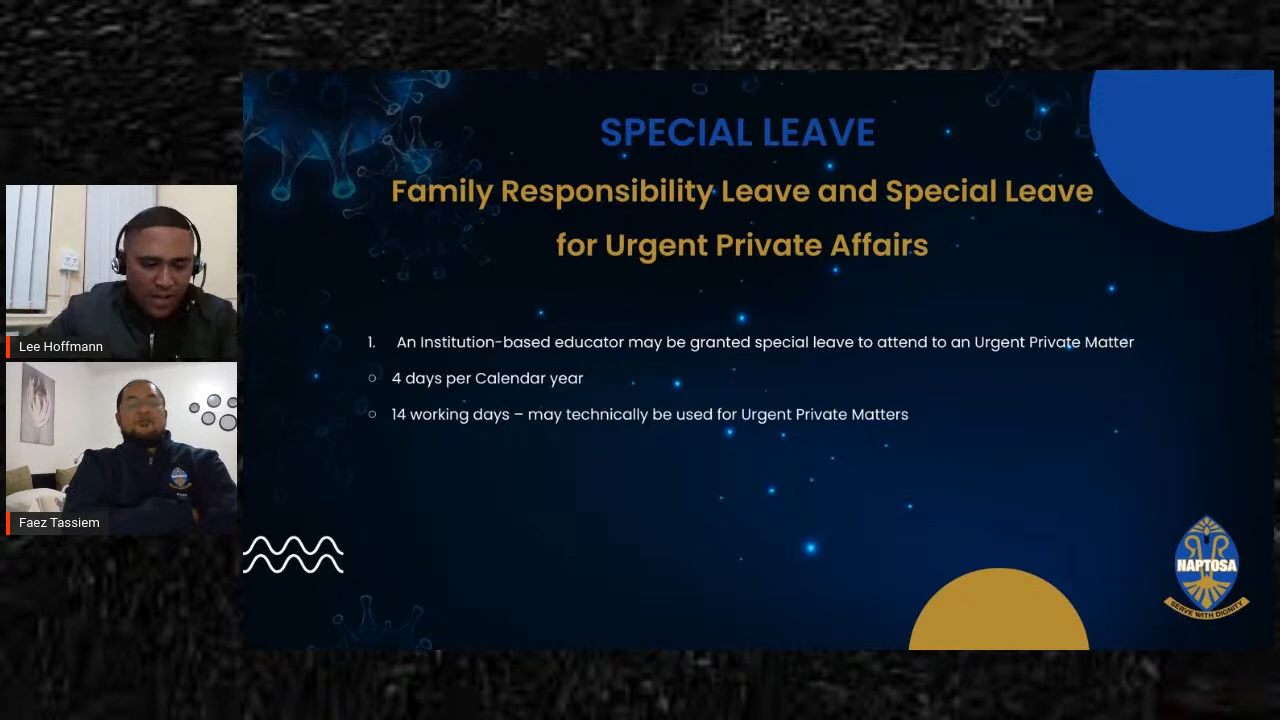 SPECIAL LEAVE
Family Responsibility Leave and Special Leave
for Urgent Private Affairs
1. An Institution-based educator may be granted special leave to attend to an Urgent Private Matter
○ 4 days per Calendar year
○ 14 working days – may technically be used for Urgent Private Matters
Lee Hoffmann
NAPTOSA
Faez Tassiem
NAPTOSA
SERVE WITH DIGNITY